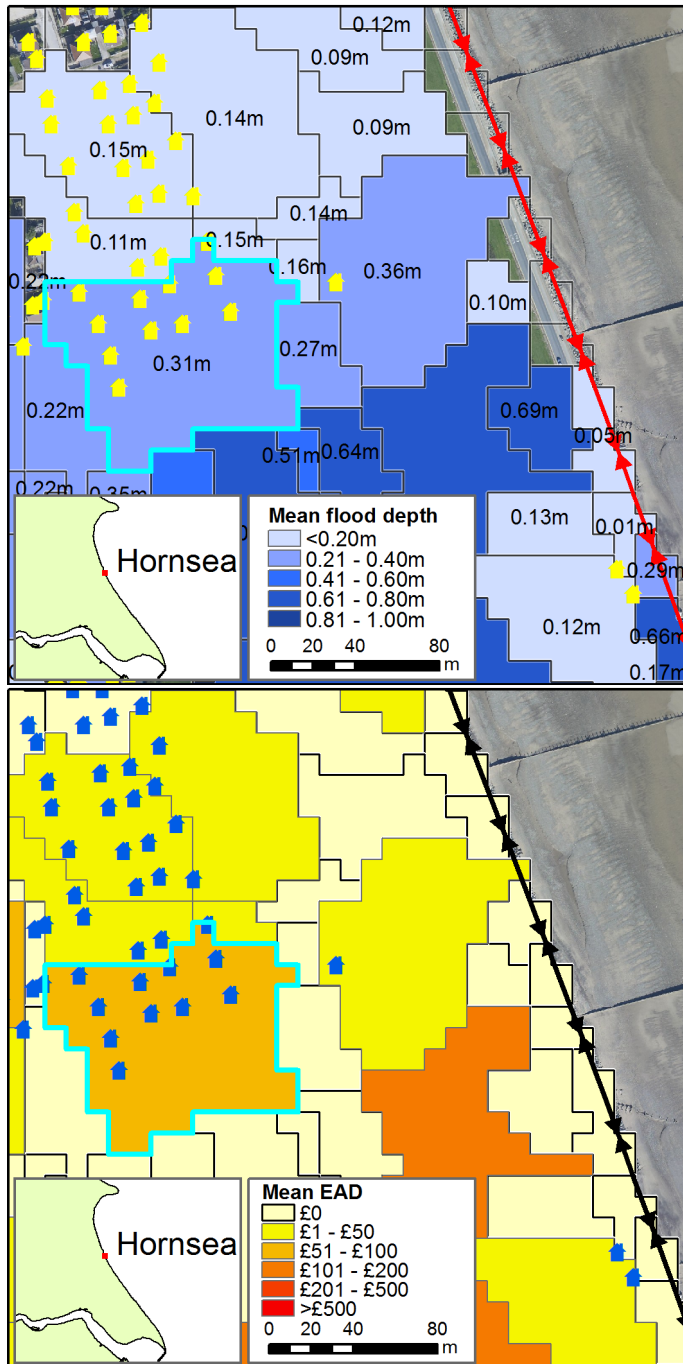 0.12m
0.09m
0.14m
0.09m
0.15m
0.14m
0.11m
0.15m
0.36m
0.16m
0.22m
0.10m
0.27m
0.31m
0.22m
0.69m
0.05m
0.51m
0.64m
0.22m
0.35m
0.13m
0.01m
0.29m
0.12m
0.66m
0.17m
Hornsea
Mean flood depth
<0.20m
0.21 - 0.40m
0.41 - 0.60m
0.61 - 0.80m
0.81 - 1.00m
0 20 40 80
m
Hornsea
Mean EAD
£0
£1 - £50
£51 - £100
£101 - £200
£201 - £500
>£500
0 20 40 80
m